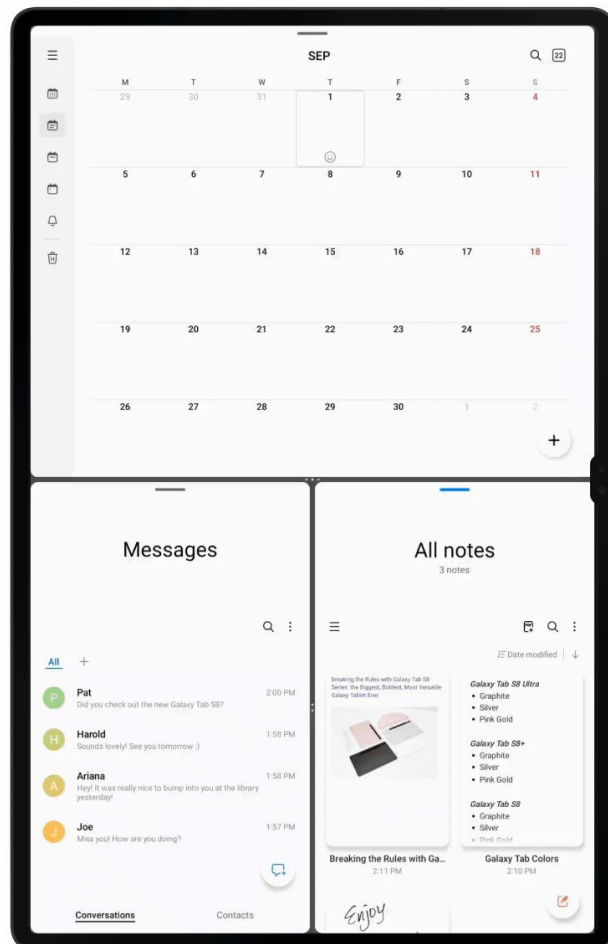 SEP
22
M T W T F S S
29 30 31 1 2 3 4
5 6 7 8 9 10 11
12 13 14 15 16 17 18
19 20 21 22 23 24 25
26 27 28 29 30 1 2
+
Messages
All +
Pat 2:00 PM
Did you check out the new Galaxy Tab S8?
Harold 1:58 PM
Sounds lovely! See you tomorrow :)
Ariana 1:58 PM
Hey! It was really nice to bump into you at the library
yesterday!
Joe 1:57 PM
Miss you! How are you doing?
P
H
A
J
Conversations Contacts
All notes
3 notes
Date modified
Breaking the Rules with Galaxy Tab S8
Series: the Biggest, Boldest, Most Versatile
Galaxy Tablet Ever
Breaking the Rules with Ga...
2:11 PM
Galaxy Tab S8 Ultra
• Graphite
• Silver
• Pink Gold
Galaxy Tab S8+
• Graphite
• Silver
• Pink Gold
Galaxy Tab S8
• Graphite
• Silver
• Pink Gold
Galaxy Tab Colors
2:10 PM
Enjoy